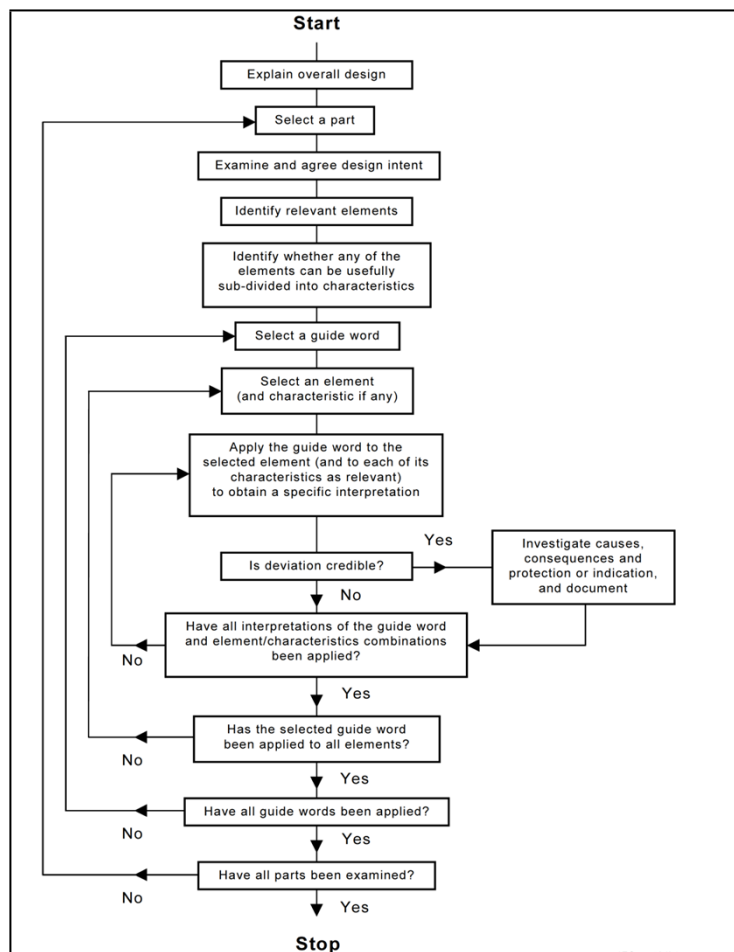 Start
Explain overall design
Select a part
Examine and agree design intent
Identify relevant elements
Identify whether any of the
elements can be usefully
sub-divided into characteristics
Select a guide word
Select an element
(and characteristic if any)
Apply the guide word to the
selected element (and to each of its
characteristics as relevant)
to obtain a specific interpretation
Is deviation credible?
Yes
Investigate causes,
consequences and
protection or indication,
and document
No
Have all interpretations of the guide word
and element/characteristics combinations
been applied?
No
Yes
Has the selected guide word
been applied to all elements?
No
Yes
Have all guide words been applied?
No
Yes
Have all parts been examined?
No
Yes
Stop